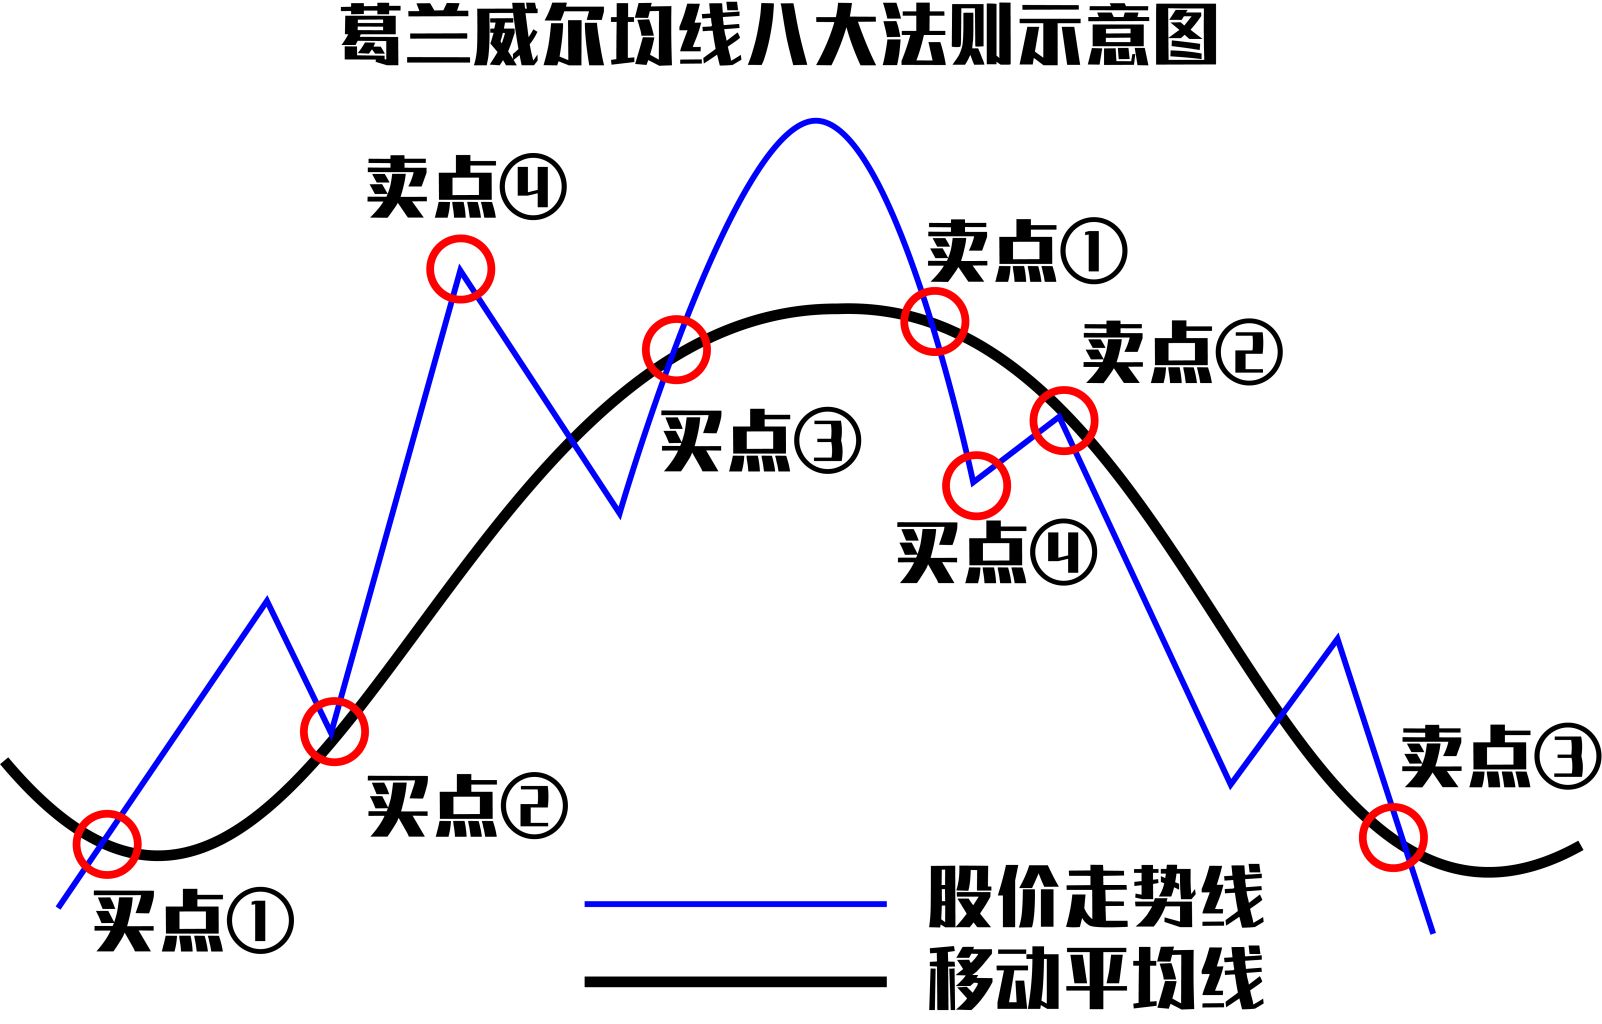 葛兰威尔均线八大法则示意图
卖点④
卖点①
卖点②
买点③
买点④
卖点③
买点②
买点①
股价走势线
移动平均线